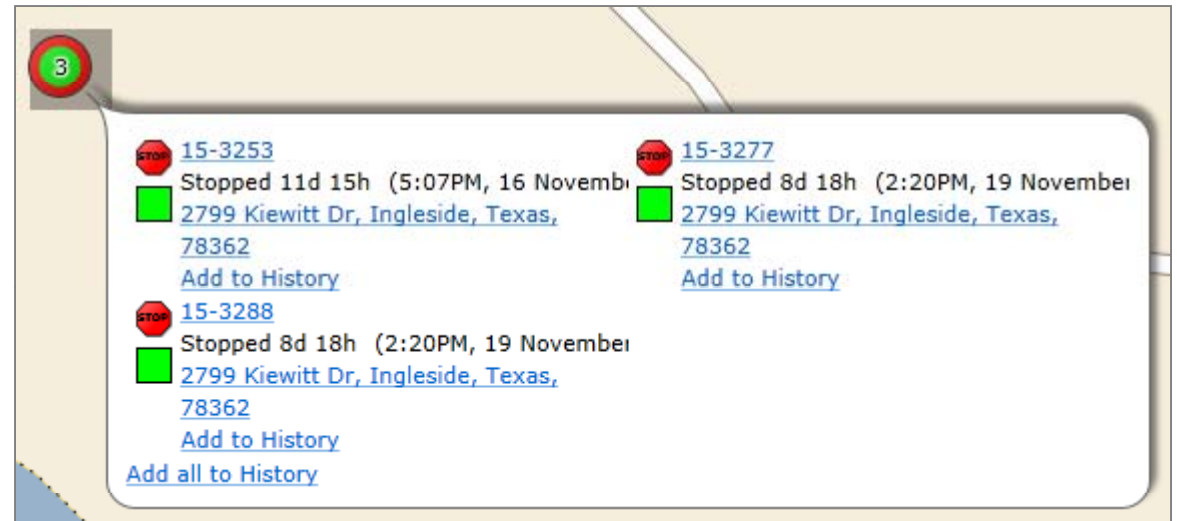 3
STOP 15-3253
Stopped 11d 15h (5:07PM, 16 Novemb
2799 Kiewitt Dr, Ingleside, Texas,
78362
Add to History
STOP 15-3277
Stopped 8d 18h (2:20PM, 19 November
2799 Kiewitt Dr, Ingleside, Texas,
78362
Add to History
STOP 15-3288
Stopped 8d 18h (2:20PM, 19 November
2799 Kiewitt Dr, Ingleside, Texas,
78362
Add to History
Add all to History